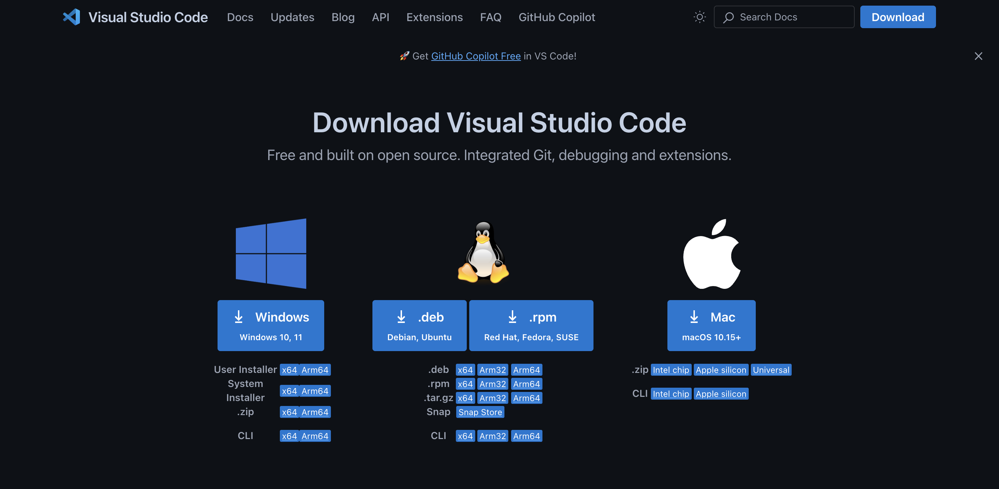 Visual Studio Code Docs Updates Blog API Extensions FAQ GitHub Copilot Search Docs Download
🚀 Get GitHub Copilot Free in VS Code!
Download Visual Studio Code
Free and built on open source. Integrated Git, debugging and extensions.
Windows
Windows 10, 11
User Installer x64 Arm64
System
Installer x64 Arm64
.zip x64 Arm64
CLI x64 Arm64
.deb
Debian, Ubuntu
.rpm
Red Hat, Fedora, SUSE
.deb x64 Arm32 Arm64
.rpm x64 Arm32 Arm64
.tar.gz x64 Arm32 Arm64
Snap Snap Store
CLI x64 Arm32 Arm64
Mac
macOS 10.15+
.zip Intel chip Apple silicon Universal
CLI Intel chip Apple silicon